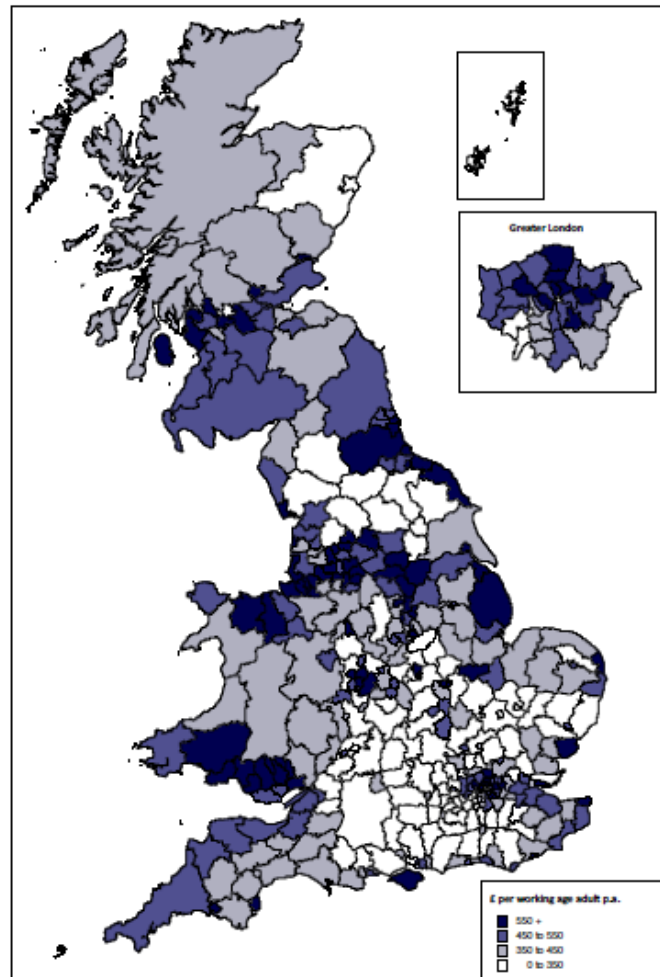 Greater London
£ per working age adult p.a.
550 +
450 to 550
350 to 450
0 to 350